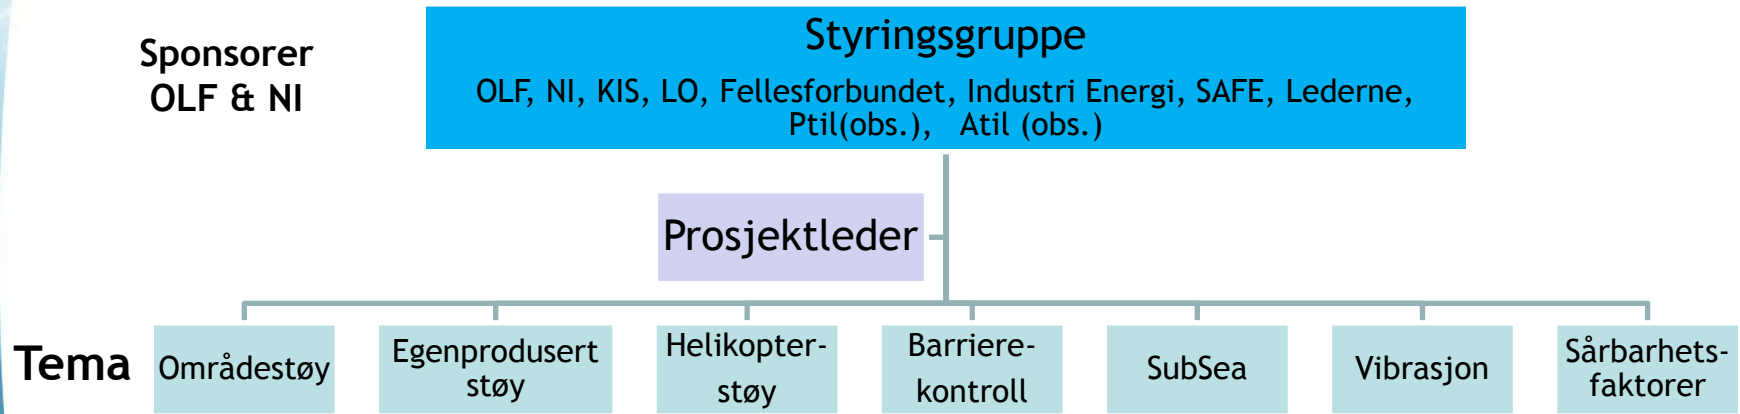 Sponsorer
OLF & NI
Styringsgruppe
OLF, NI, KIS, LO, Fellesforbundet, Industri Energi, SAFE, Lederne,
Ptil(obs.), Atil (obs.)
Prosjektleder
Tema
Områdestøy
Egenprodusert
støy
Helikopter-
støy
Barriere-
kontroll
SubSea
Vibrasjon
Sårbarhets-
faktorer